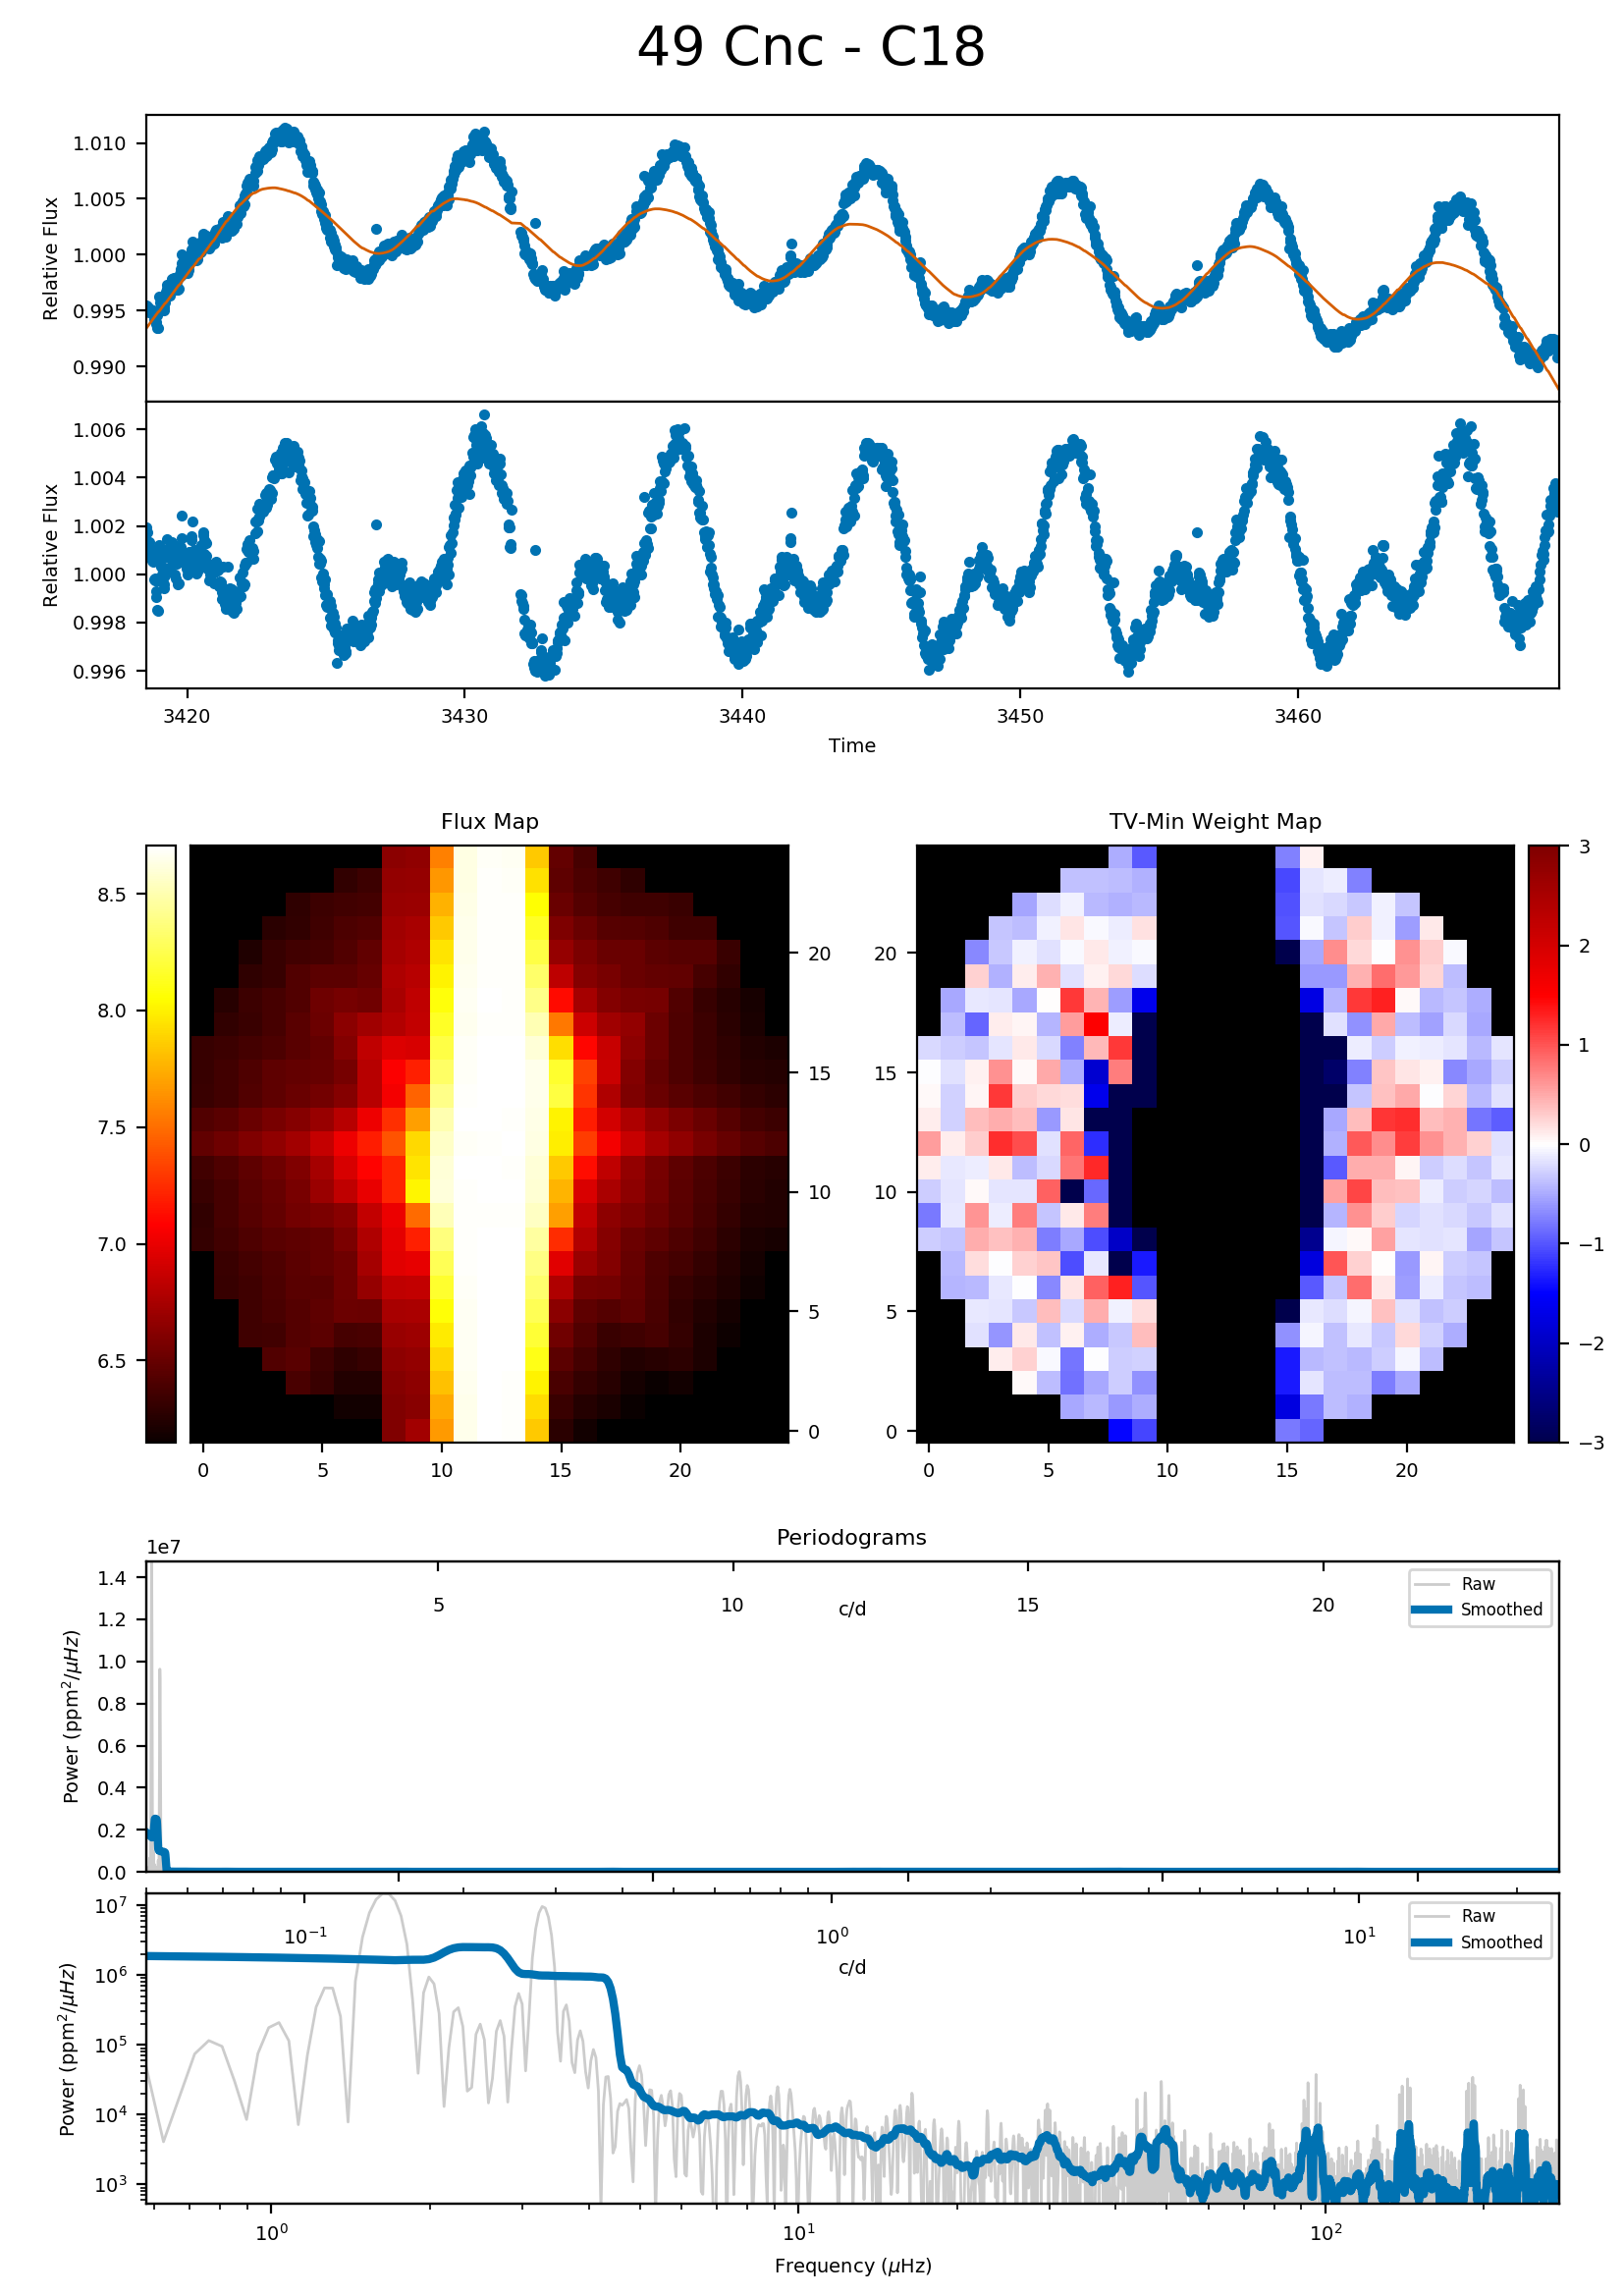 49 Cnc - C18
1.010
1.005
1.000
0.995
0.990
Relative Flux
1.006
1.004
1.002
1.000
0.998
0.996
Relative Flux
3420 3430 3440 3450 3460
Time
Flux Map
TV-Min Weight Map
8.5
8.0
7.5
7.0
6.5
20
15
10
5
0
0 5 10 15 20
20
15
10
5
0
0 5 10 15 20
3
2
1
0
−1
−2
−3
Periodograms
1e7
1.4
1.2
1.0
0.8
0.6
0.4
0.2
0.0
Power (ppm²/μHz)
5 10 15 20
c/d
Raw
Smoothed
10⁷
10⁶
10⁵
10⁴
10³
Power (ppm²/μHz)
10⁻¹ 10⁰ 10¹
c/d
Raw
Smoothed
10⁰ 10¹ 10²
Frequency (μHz)